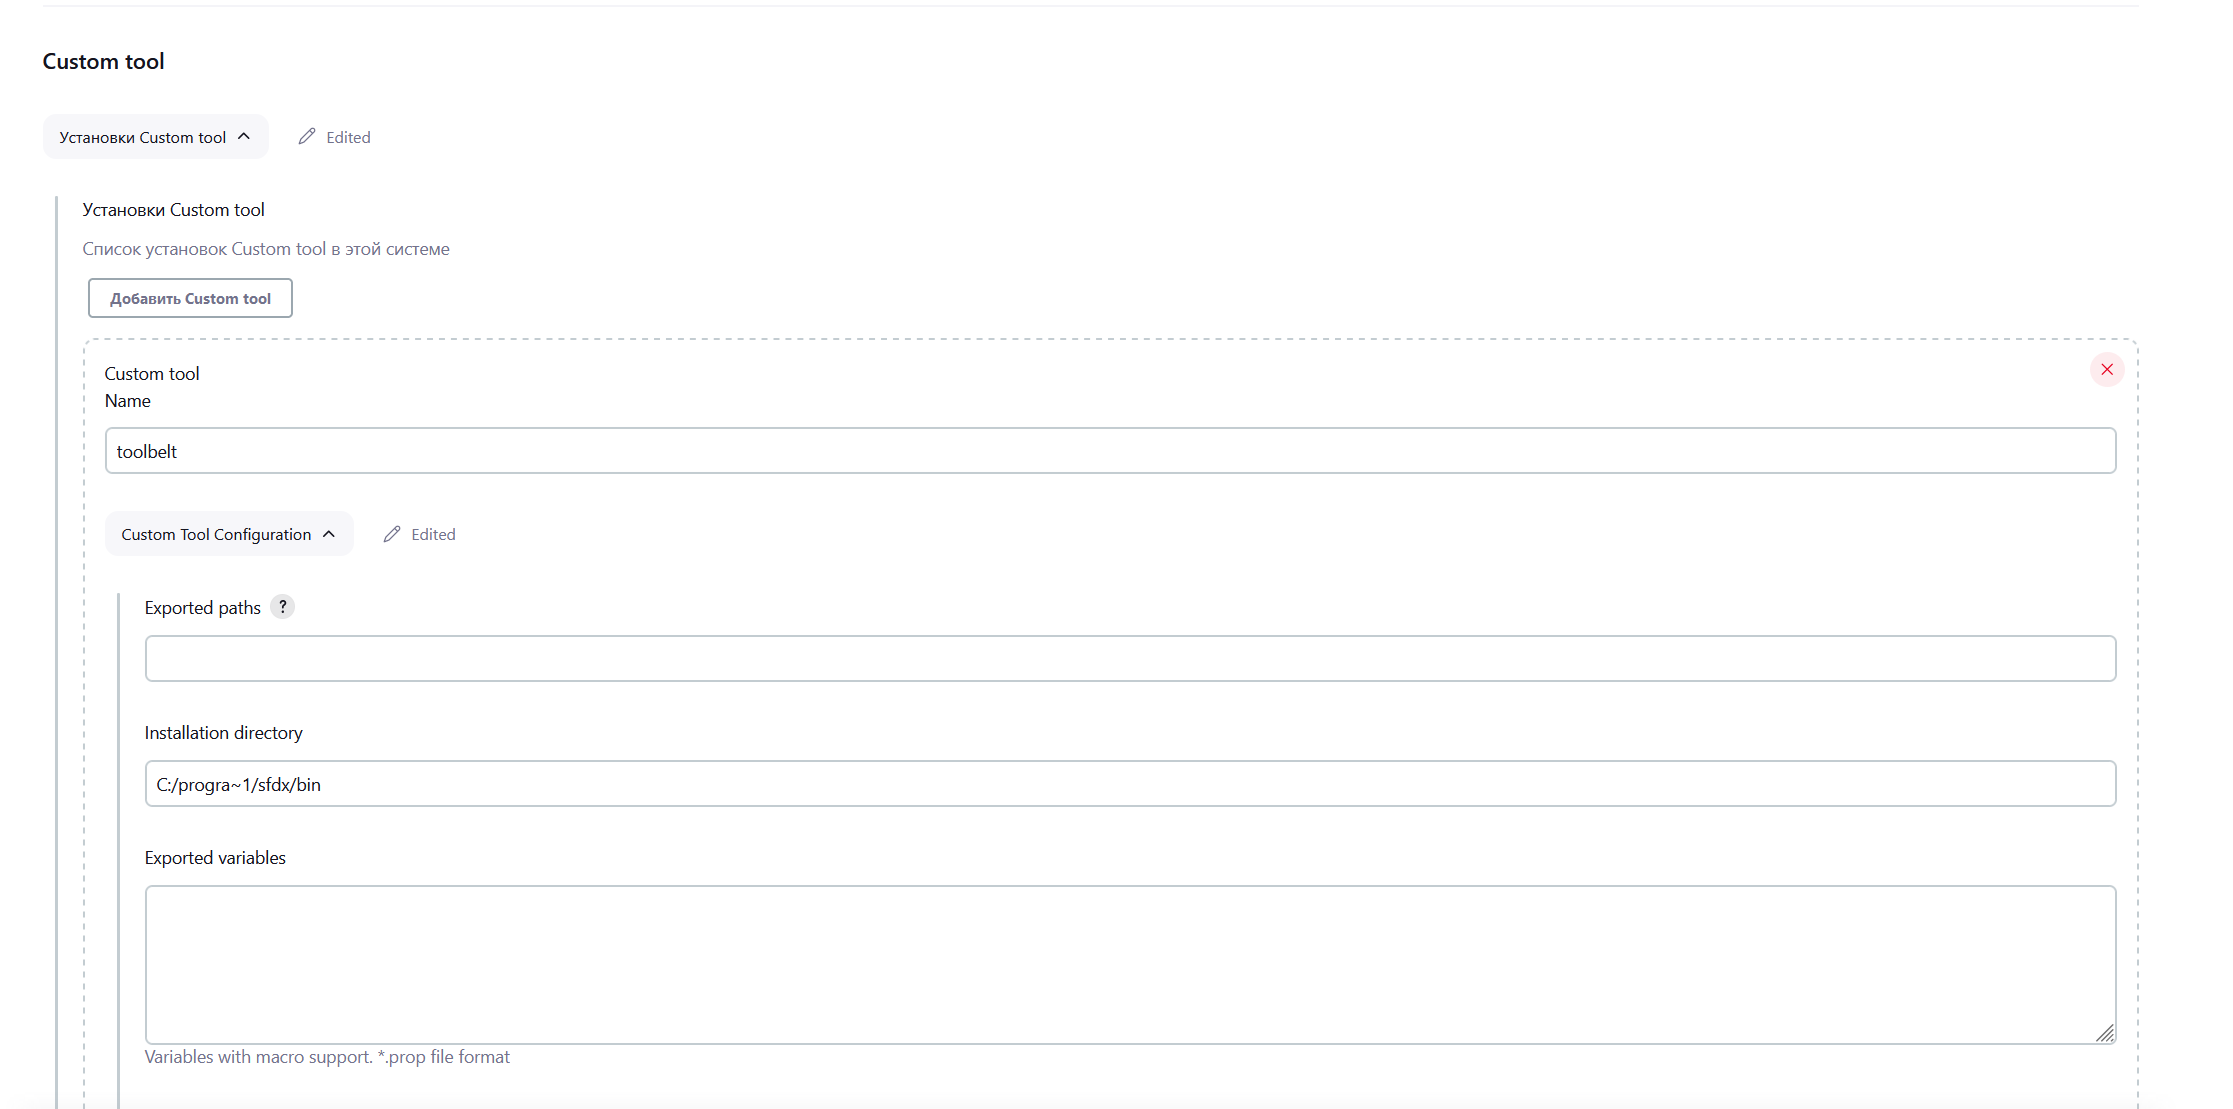 Custom tool
Установки Custom tool
Edited
Установки Custom tool
Список установок Custom tool в этой системе
Добавить Custom tool
Custom tool
Name
toolbelt
Custom Tool Configuration
Edited
Exported paths ?
Installation directory
C:/progra~1/sfdx/bin
Exported variables
Variables with macro support. *.prop file format